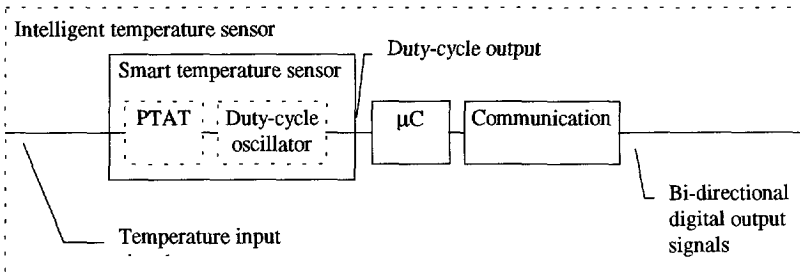 Intelligent temperature sensor
Smart temperature sensor
Duty-cycle output
PTAT
Duty-cycle
oscillator
μC
Communication
Temperature input
Bi-directional
digital output
signals